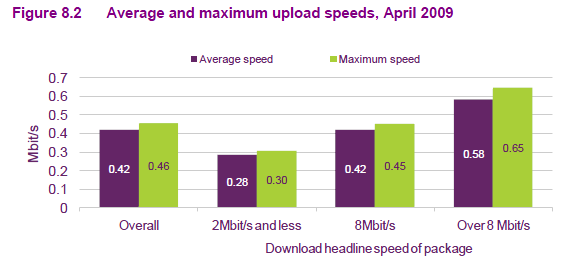 Figure 8.2 Average and maximum upload speeds, April 2009
Average speed Maximum speed
0.7
0.6
0.5
0.4
0.3
0.2
0.1
0
Mbit/s
0.42 0.46 0.28 0.30 0.42 0.45 0.58 0.65
Overall 2Mbit/s and less 8Mbit/s Over 8 Mbit/s
Download headline speed of package